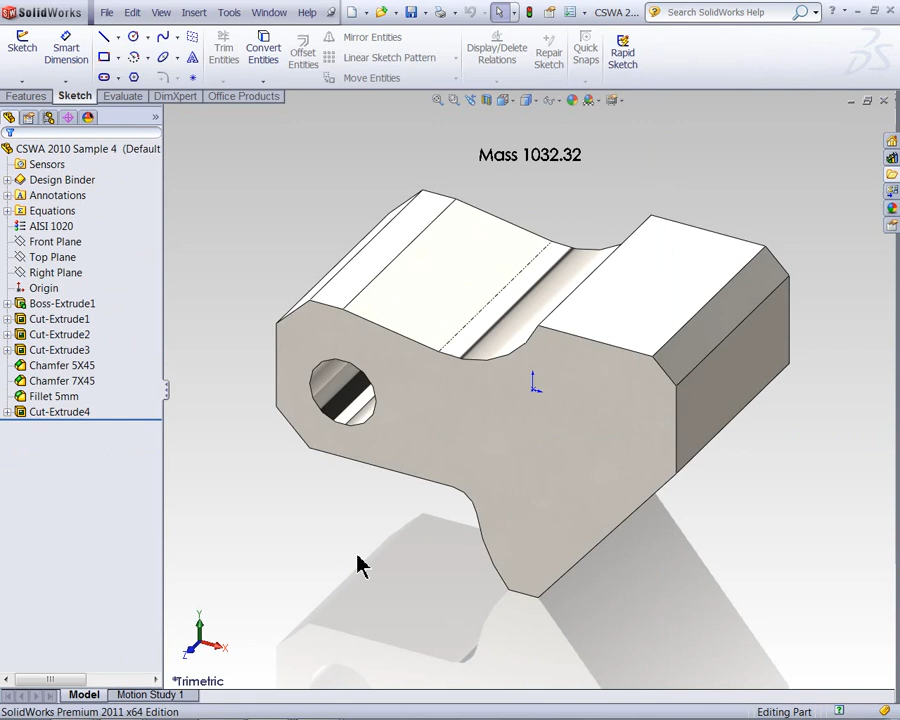 SolidWorks File Edit View Insert Tools Window Help CSWA 2... Search SolidWorks Help
Sketch Smart Dimension Trim Entities Convert Entities Offset Entities Mirror Entities Linear Sketch Pattern Move Entities Display/Delete Relations Repair Sketch Quick Snaps Rapid Sketch
Features Sketch Evaluate DimXpert Office Products
CSWA 2010 Sample 4 (Default
Sensors
Design Binder
Annotations
Equations
AISI 1020
Front Plane
Top Plane
Right Plane
Origin
Boss-Extrude1
Cut-Extrude1
Cut-Extrude2
Cut-Extrude3
Chamfer 5X45
Chamfer 7X45
Fillet 5mm
Cut-Extrude4
Mass 1032.32
Y
Z X
*Trimetric
Model Motion Study 1
SolidWorks Premium 2011 x64 Edition Editing Part